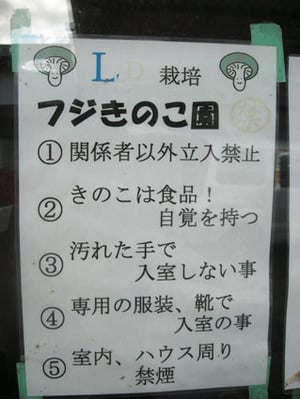 LD 栽培
フジきのこ園
① 関係者以外立入禁止
② きのこは食品！
自覚を持つ
③ 汚れた手で
入室しない事
④ 専用の服装、靴で
入室の事
⑤ 室内、ハウス周り
禁煙